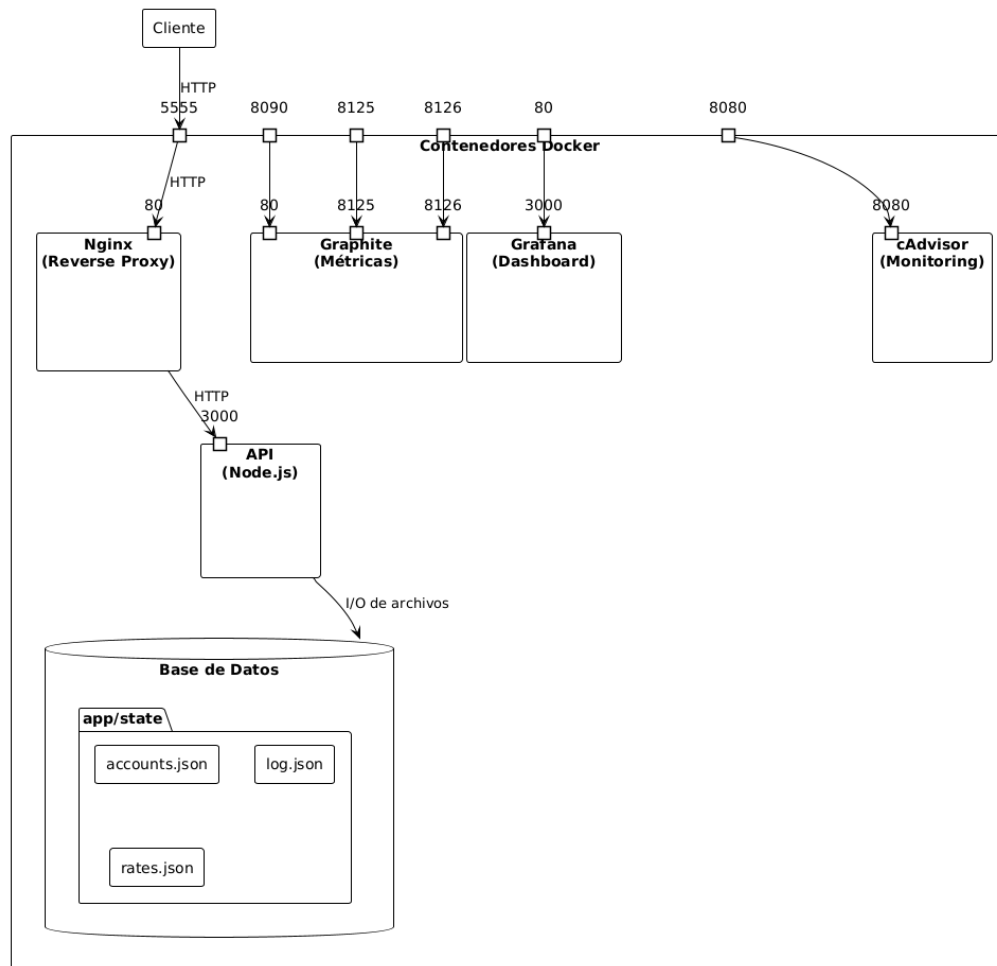 Cliente
HTTP
5555
8090
8125
8126
80
8080
Contenedores Docker
HTTP
80
80
8125
8126
3000
8080
Nginx
(Reverse Proxy)
Graphite
(Métricas)
Grafana
(Dashboard)
cAdvisor
(Monitoring)
HTTP
3000
API
(Node.js)
I/O de archivos
Base de Datos
app/state
accounts.json
log.json
rates.json